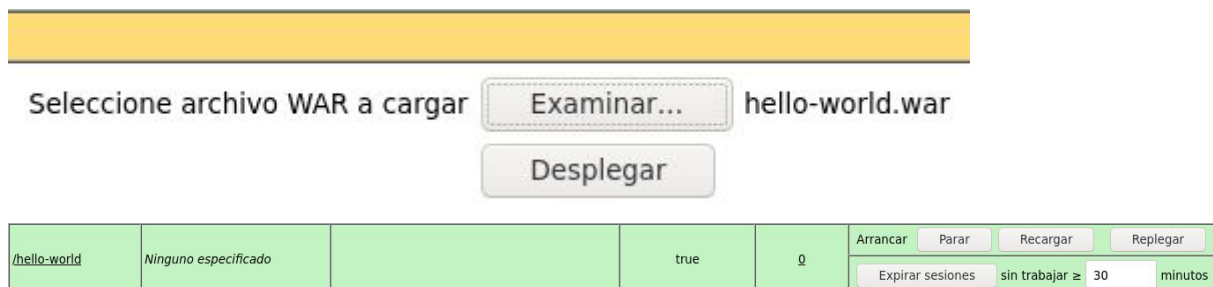 Seleccione archivo WAR a cargar Examinar... hello-world.war
Desplegar
Arrancar Parar Recargar Replegar
/hello-world Ninguno especificado true 0
Expirar sesiones sin trabajar ≥ 30 minutos